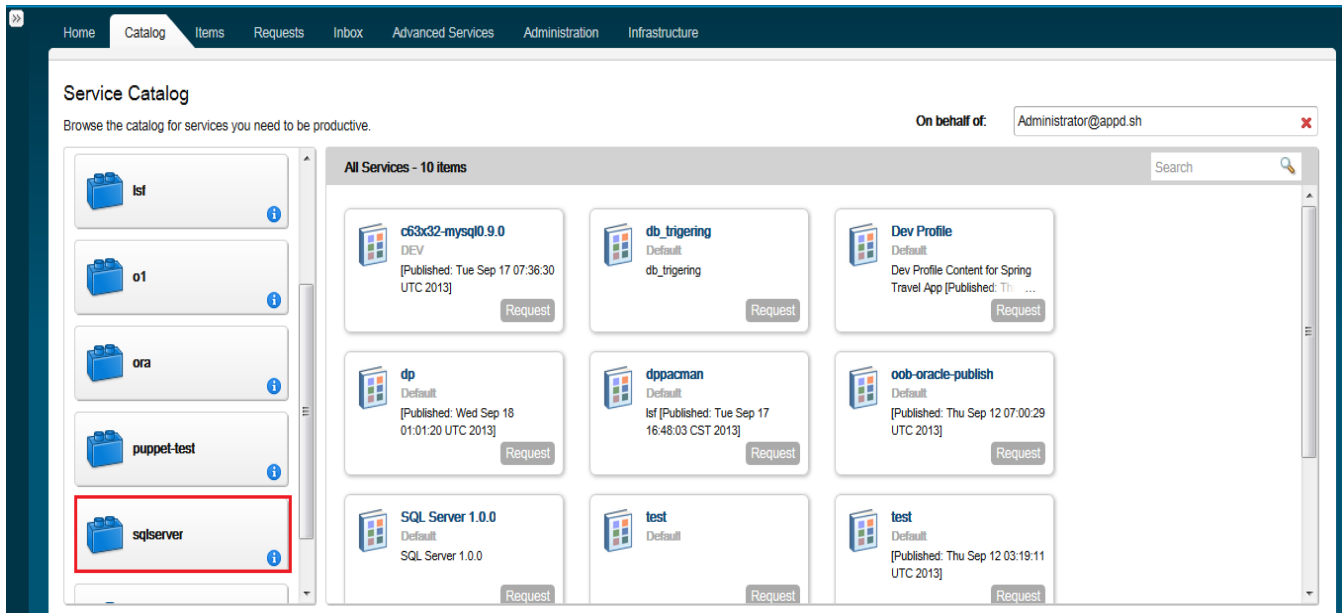 Home Catalog Items Requests Inbox Advanced Services Administration Infrastructure
Service Catalog
Browse the catalog for services you need to be productive.
On behalf of: Administrator@appd.sh
lsf
o1
ora
puppet-test
sqlserver
All Services - 10 items
Search
c63x32-mysql0.9.0
DEV
[Published: Tue Sep 17 07:36:30
UTC 2013]
Request
db_trigering
Default
db_trigering
Request
Dev Profile
Default
Dev Profile Content for Spring
Travel App [Published: Th ...
Request
dp
Default
[Published: Wed Sep 18
01:01:20 UTC 2013]
Request
dppacman
Default
lsf [Published: Tue Sep 17
16:48:03 CST 2013]
Request
oob-oracle-publish
Default
[Published: Thu Sep 12 07:00:29
UTC 2013]
Request
SQL Server 1.0.0
Default
SQL Server 1.0.0
Request
test
Default
Request
test
Default
[Published: Thu Sep 12 03:19:11
UTC 2013]
Request